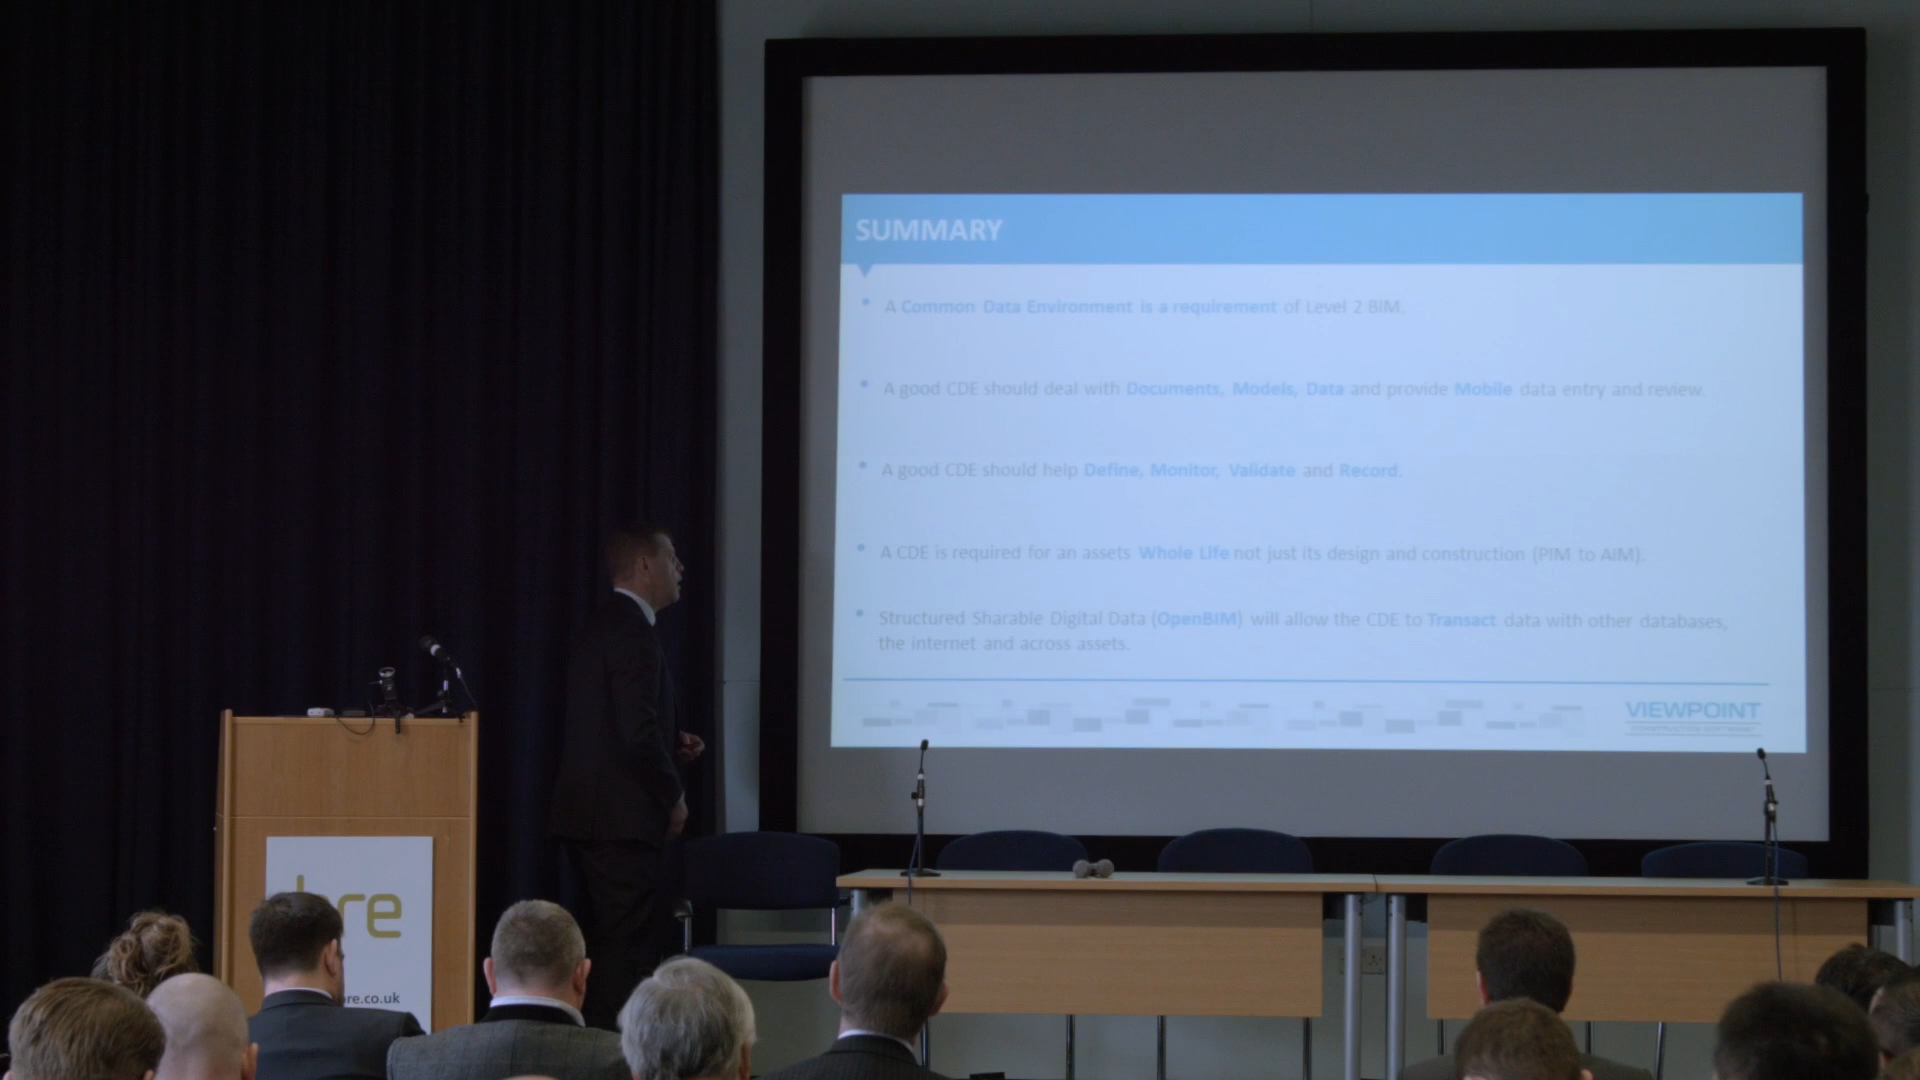 SUMMARY
• A Common Data Environment is a requirement of Level 2 BIM.
• A good CDE should deal with Documents, Models, Data and provide Mobile data entry and review.
• A good CDE should help Define, Monitor, Validate and Record.
• A CDE is required for an assets Whole Life not just its design and construction (PIM to AIM).
• Structured Sharable Digital Data (OpenBIM) will allow the CDE to Transact data with other databases,
the internet and across assets.
VIEWPOINT
CONSTRUCTION SOFTWARE
bre
bre.co.uk